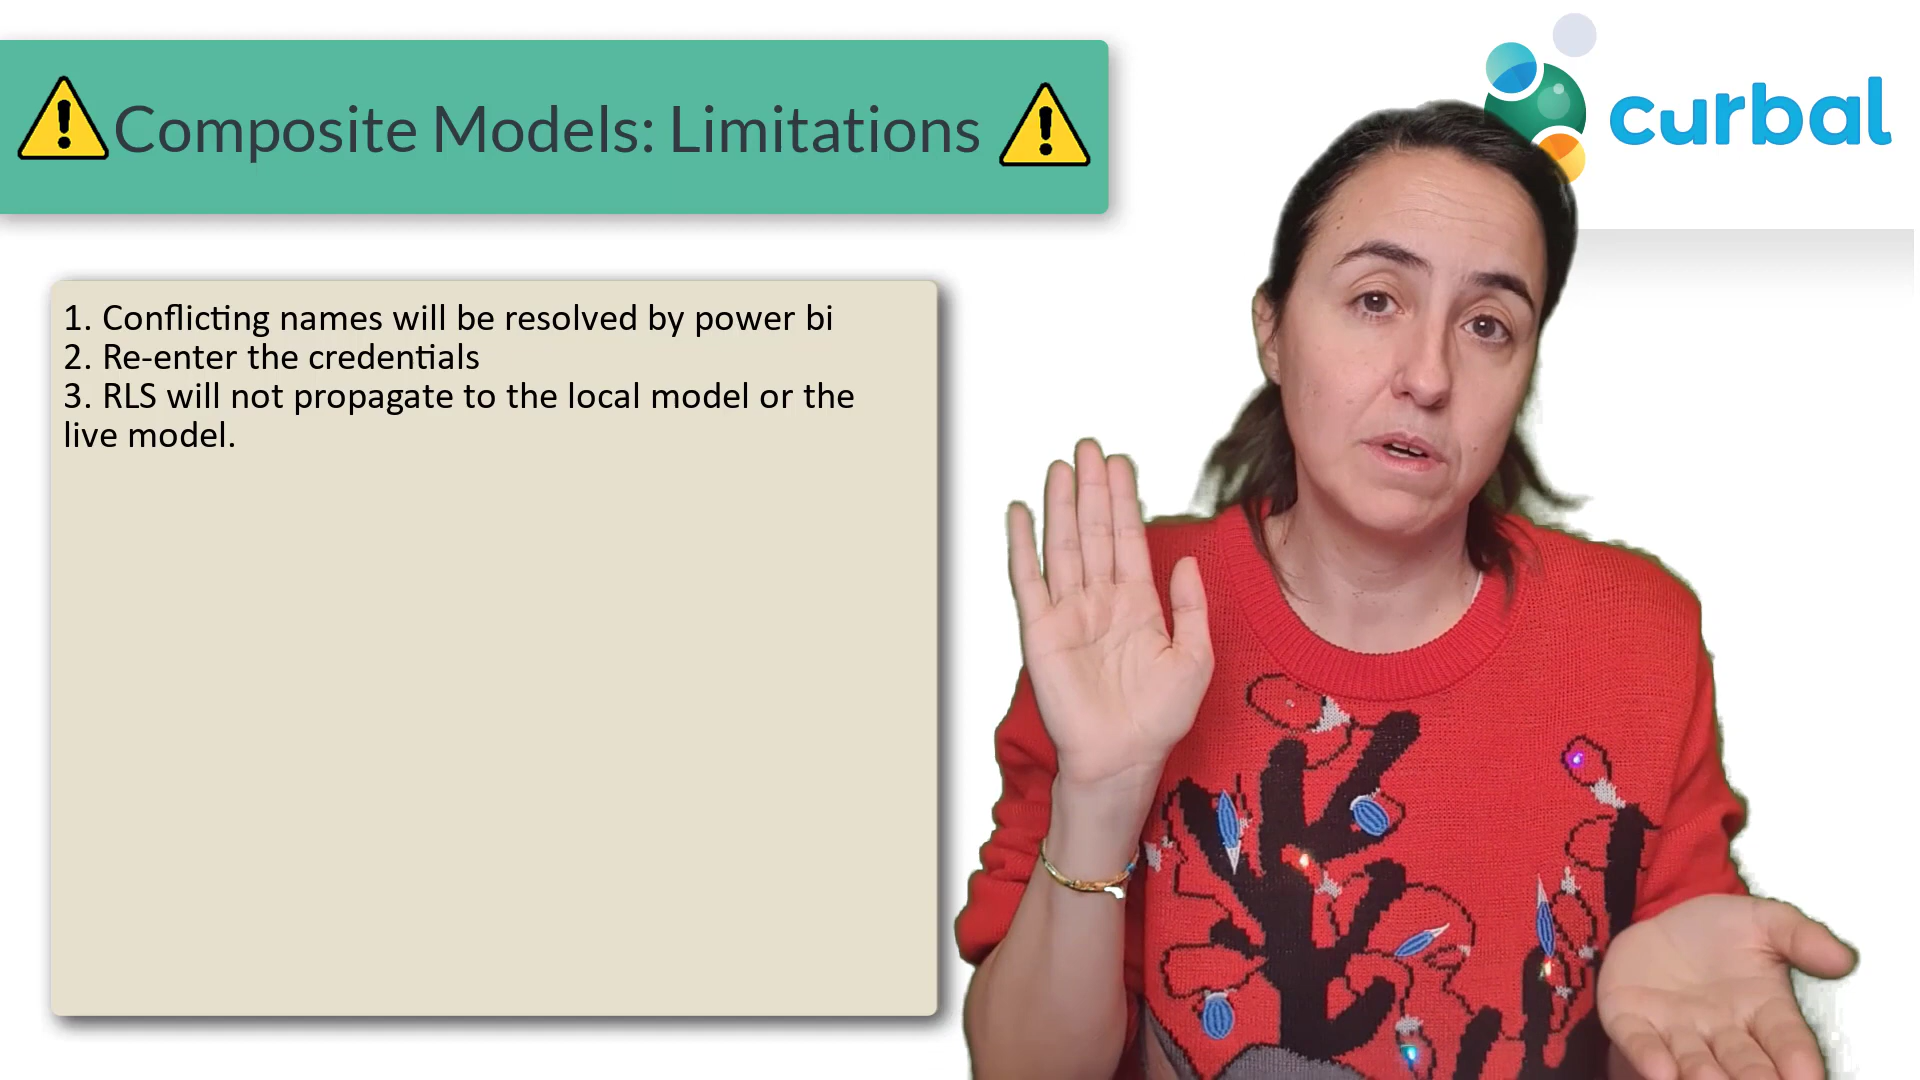 Composite Models: Limitations
curbal
1. Conflicting names will be resolved by power bi
2. Re-enter the credentials
3. RLS will not propagate to the local model or the
live model.